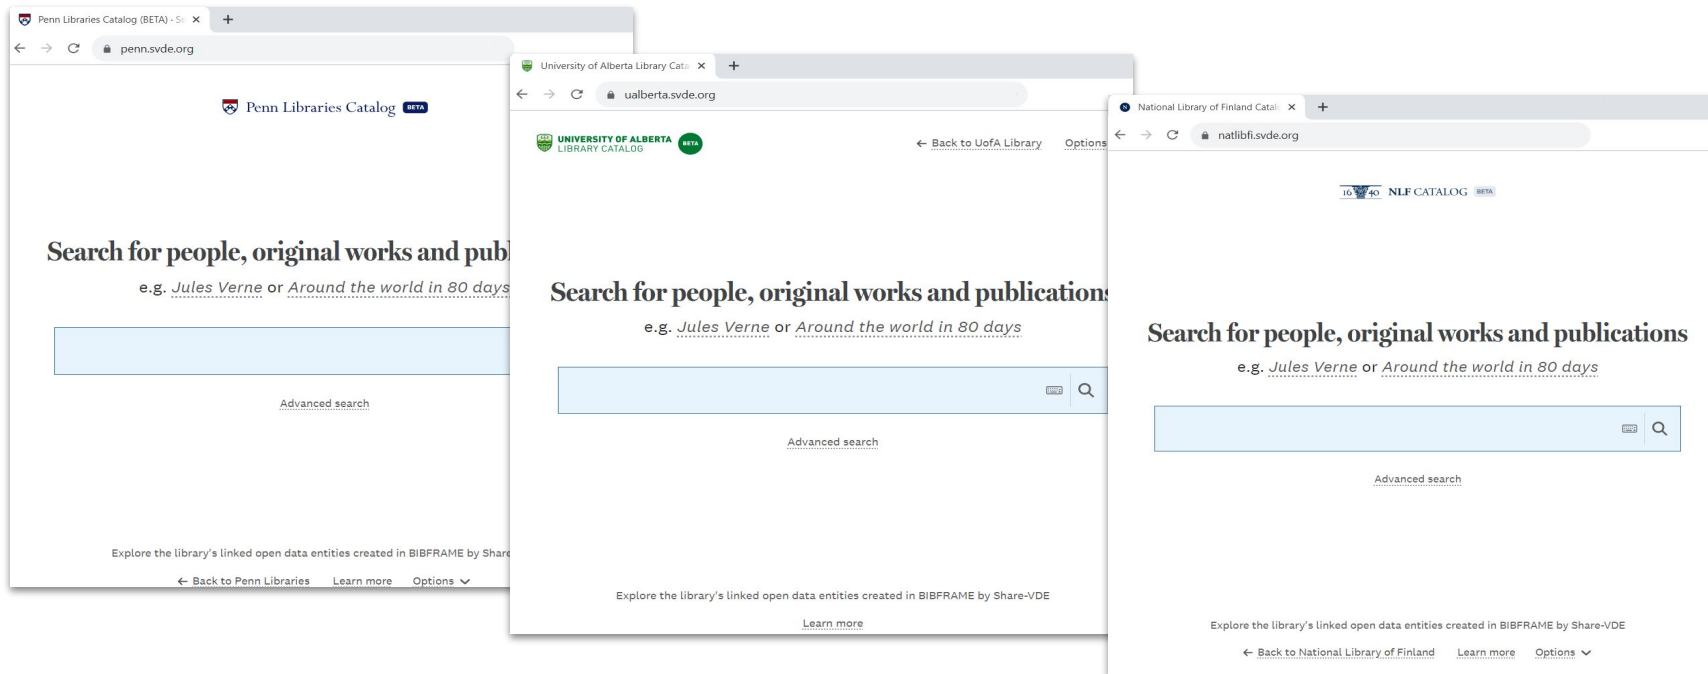 Penn Libraries Catalog (BETA) - Se
penn.svde.org
Penn Libraries Catalog BETA
Search for people, original works and publ
e.g. Jules Verne or Around the world in 80 days
Advanced search
Explore the library's linked open data entities created in BIBFRAME by Share
← Back to Penn Libraries Learn more Options
University of Alberta Library Cata
ualberta.svde.org
UNIVERSITY OF ALBERTA
LIBRARY CATALOG
BETA
← Back to UofA Library Options
Search for people, original works and publications
e.g. Jules Verne or Around the world in 80 days
Advanced search
Explore the library's linked open data entities created in BIBFRAME by Share-VDE
Learn more
National Library of Finland Catal
natlibfi.svde.org
16 40 NLF CATALOG BETA
Search for people, original works and publications
e.g. Jules Verne or Around the world in 80 days
Advanced search
Explore the library's linked open data entities created in BIBFRAME by Share-VDE
← Back to National Library of Finland Learn more Options